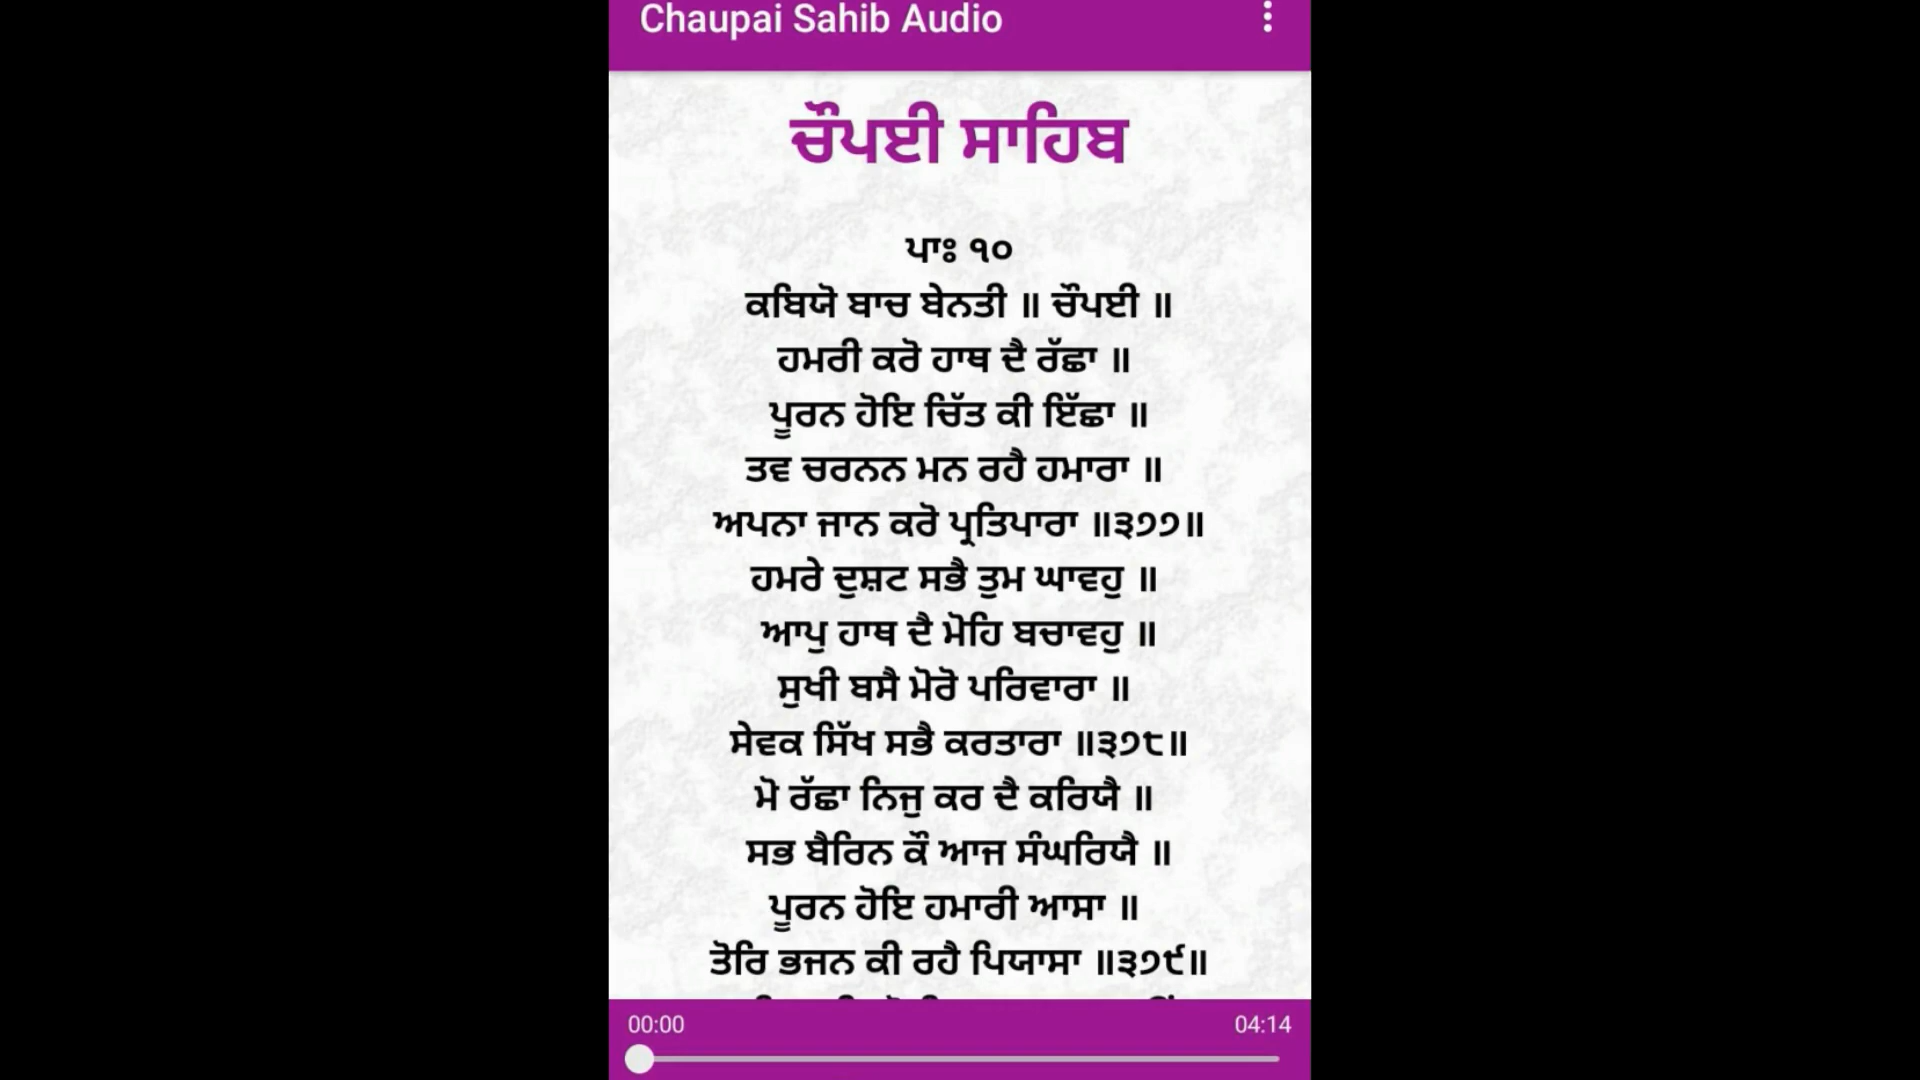 Chaupai Sahib Audio
ਚੌਪਈ ਸਾਹਿਬ
ਪਾਃ ੧੦
ਕਬਿਯੋ ਬਾਚ ਬੇਨਤੀ ॥ ਚੌਪਈ ॥
ਹਮਰੀ ਕਰੋ ਹਾਥ ਦੈ ਰੱਛਾ ॥
ਪੂਰਨ ਹੋਇ ਚਿੱਤ ਕੀ ਇੱਛਾ ॥
ਤਵ ਚਰਨਨ ਮਨ ਰਹੈ ਹਮਾਰਾ ॥
ਅਪਨਾ ਜਾਨ ਕਰੋ ਪ੍ਰਤਿਪਾਰਾ ॥੩੭੭॥
ਹਮਰੇ ਦੁਸ਼ਟ ਸਭੈ ਤੁਮ ਘਾਵਹੁ ॥
ਆਪੁ ਹਾਥ ਦੈ ਮੋਹਿ ਬਚਾਵਹੁ ॥
ਸੁਖੀ ਬਸੈ ਮੋਰੋ ਪਰਿਵਾਰਾ ॥
ਸੇਵਕ ਸਿੱਖ ਸਭੈ ਕਰਤਾਰਾ ॥੩੭੮॥
ਮੋ ਰੱਛਾ ਨਿਜੁ ਕਰ ਦੈ ਕਰਿਯੈ ॥
ਸਭ ਬੈਰਿਨ ਕੌ ਆਜ ਸੰਘਰਿਯੈ ॥
ਪੂਰਨ ਹੋਇ ਹਮਾਰੀ ਆਸਾ ॥
ਤੋਰਿ ਭਜਨ ਕੀ ਰਹੈ ਪਿਯਾਸਾ ॥੩੭੯॥
00:00 04:14